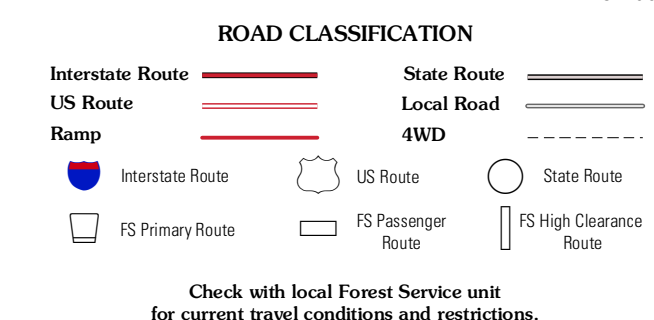 ROAD CLASSIFICATION
Interstate Route
State Route
US Route
Local Road
Ramp
4WD
Interstate Route
US Route
State Route
FS Primary Route
FS Passenger
Route
FS High Clearance
Route
Check with local Forest Service unit
for current travel conditions and restrictions.